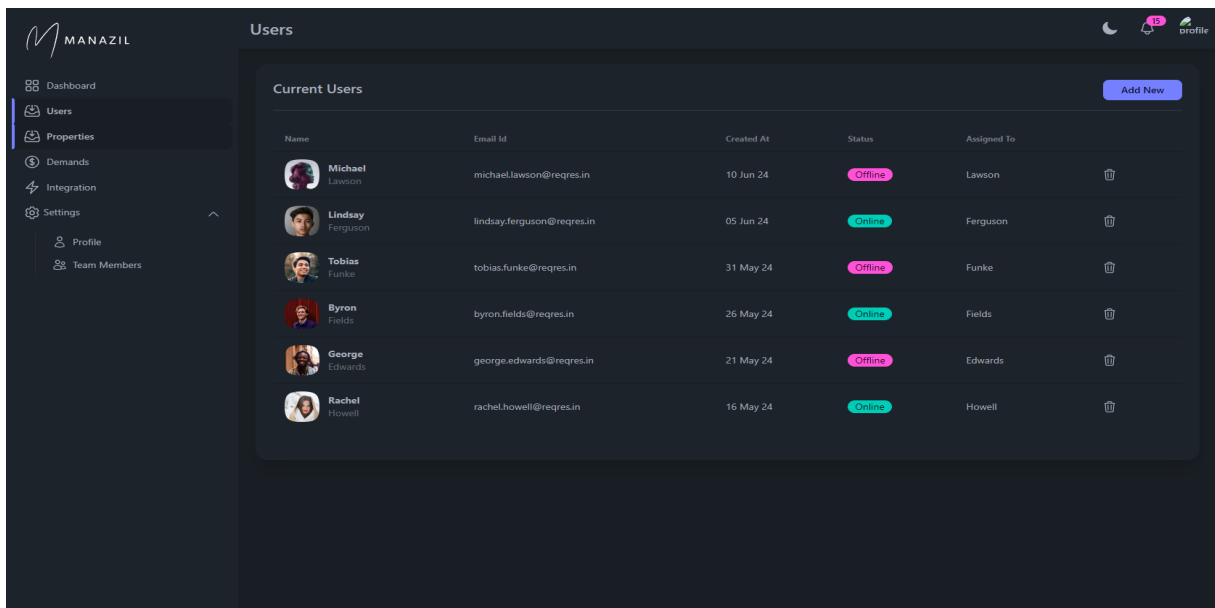 MANAZIL
Users
15
profile
Dashboard
Users
Properties
Demands
Integration
Settings
Profile
Team Members
Current Users
Add New
Name Email Id Created At Status Assigned To
Michael
Lawson
michael.lawson@reqres.in 10 Jun 24 Offline Lawson
Lindsay
Ferguson
lindsay.ferguson@reqres.in 05 Jun 24 Online Ferguson
Tobias
Funke
tobias.funke@reqres.in 31 May 24 Offline Funke
Byron
Fields
byron.fields@reqres.in 26 May 24 Online Fields
George
Edwards
george.edwards@reqres.in 21 May 24 Offline Edwards
Rachel
Howell
rachel.howell@reqres.in 16 May 24 Online Howell